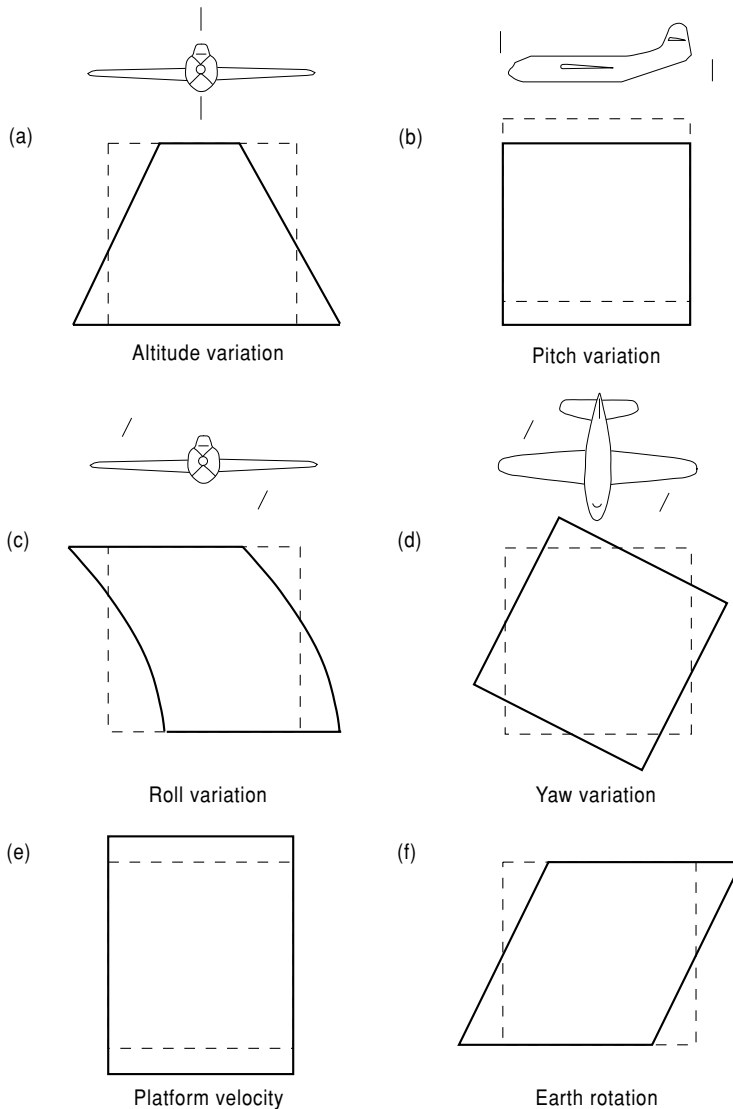 (a)
(b)
Altitude variation
Pitch variation
(c)
(d)
Roll variation
Yaw variation
(e)
(f)
Platform velocity
Earth rotation